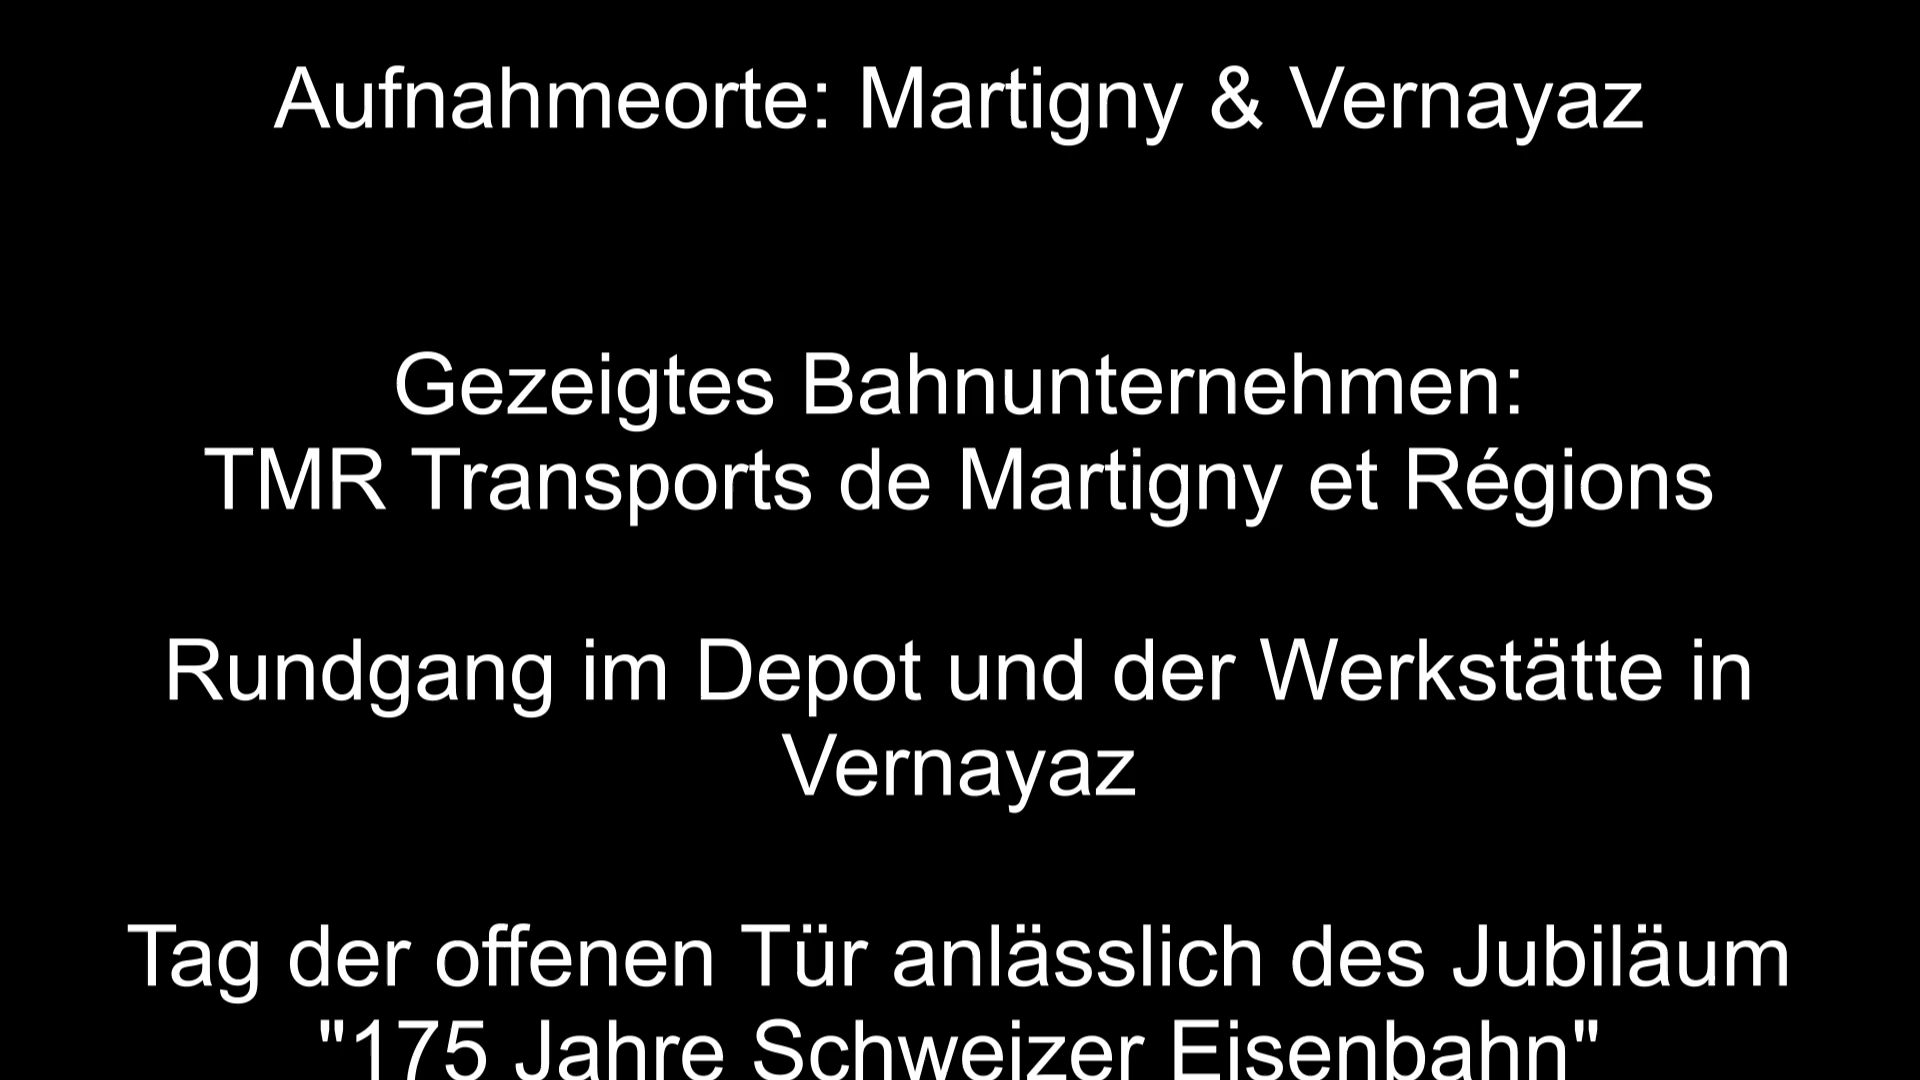 Aufnahmeorte: Martigny & Vernayaz
Gezeigtes Bahnunternehmen:
TMR Transports de Martigny et Régions
Rundgang im Depot und der Werkstätte in
Vernayaz
Tag der offenen Tür anlässlich des Jubiläum
"175 Jahre Schweizer Eisenbahn"